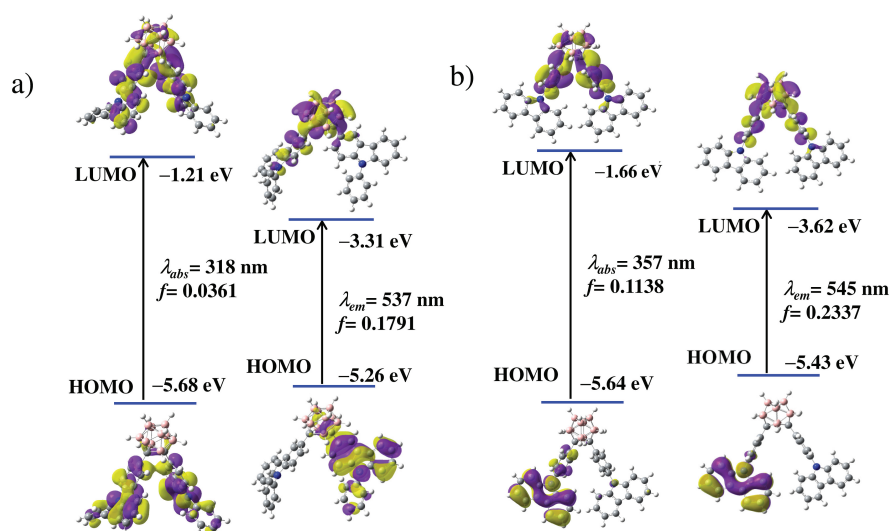 a)
LUMO
−1.21 eV
λabs= 318 nm
f= 0.0361
HOMO
−5.68 eV
LUMO
−3.31 eV
λem= 537 nm
f= 0.1791
HOMO
−5.26 eV
b)
LUMO
−1.66 eV
λabs= 357 nm
f= 0.1138
HOMO
−5.64 eV
LUMO
−3.62 eV
λem= 545 nm
f= 0.2337
HOMO
−5.43 eV